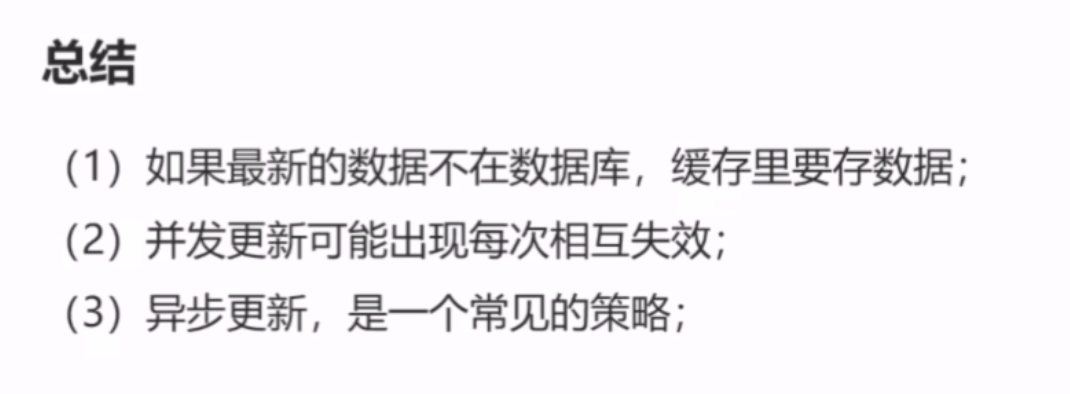 总结
（1）如果最新的数据不在数据库，缓存里要存数据；
（2）并发更新可能出现每次相互失效；
（3）异步更新，是一个常见的策略；